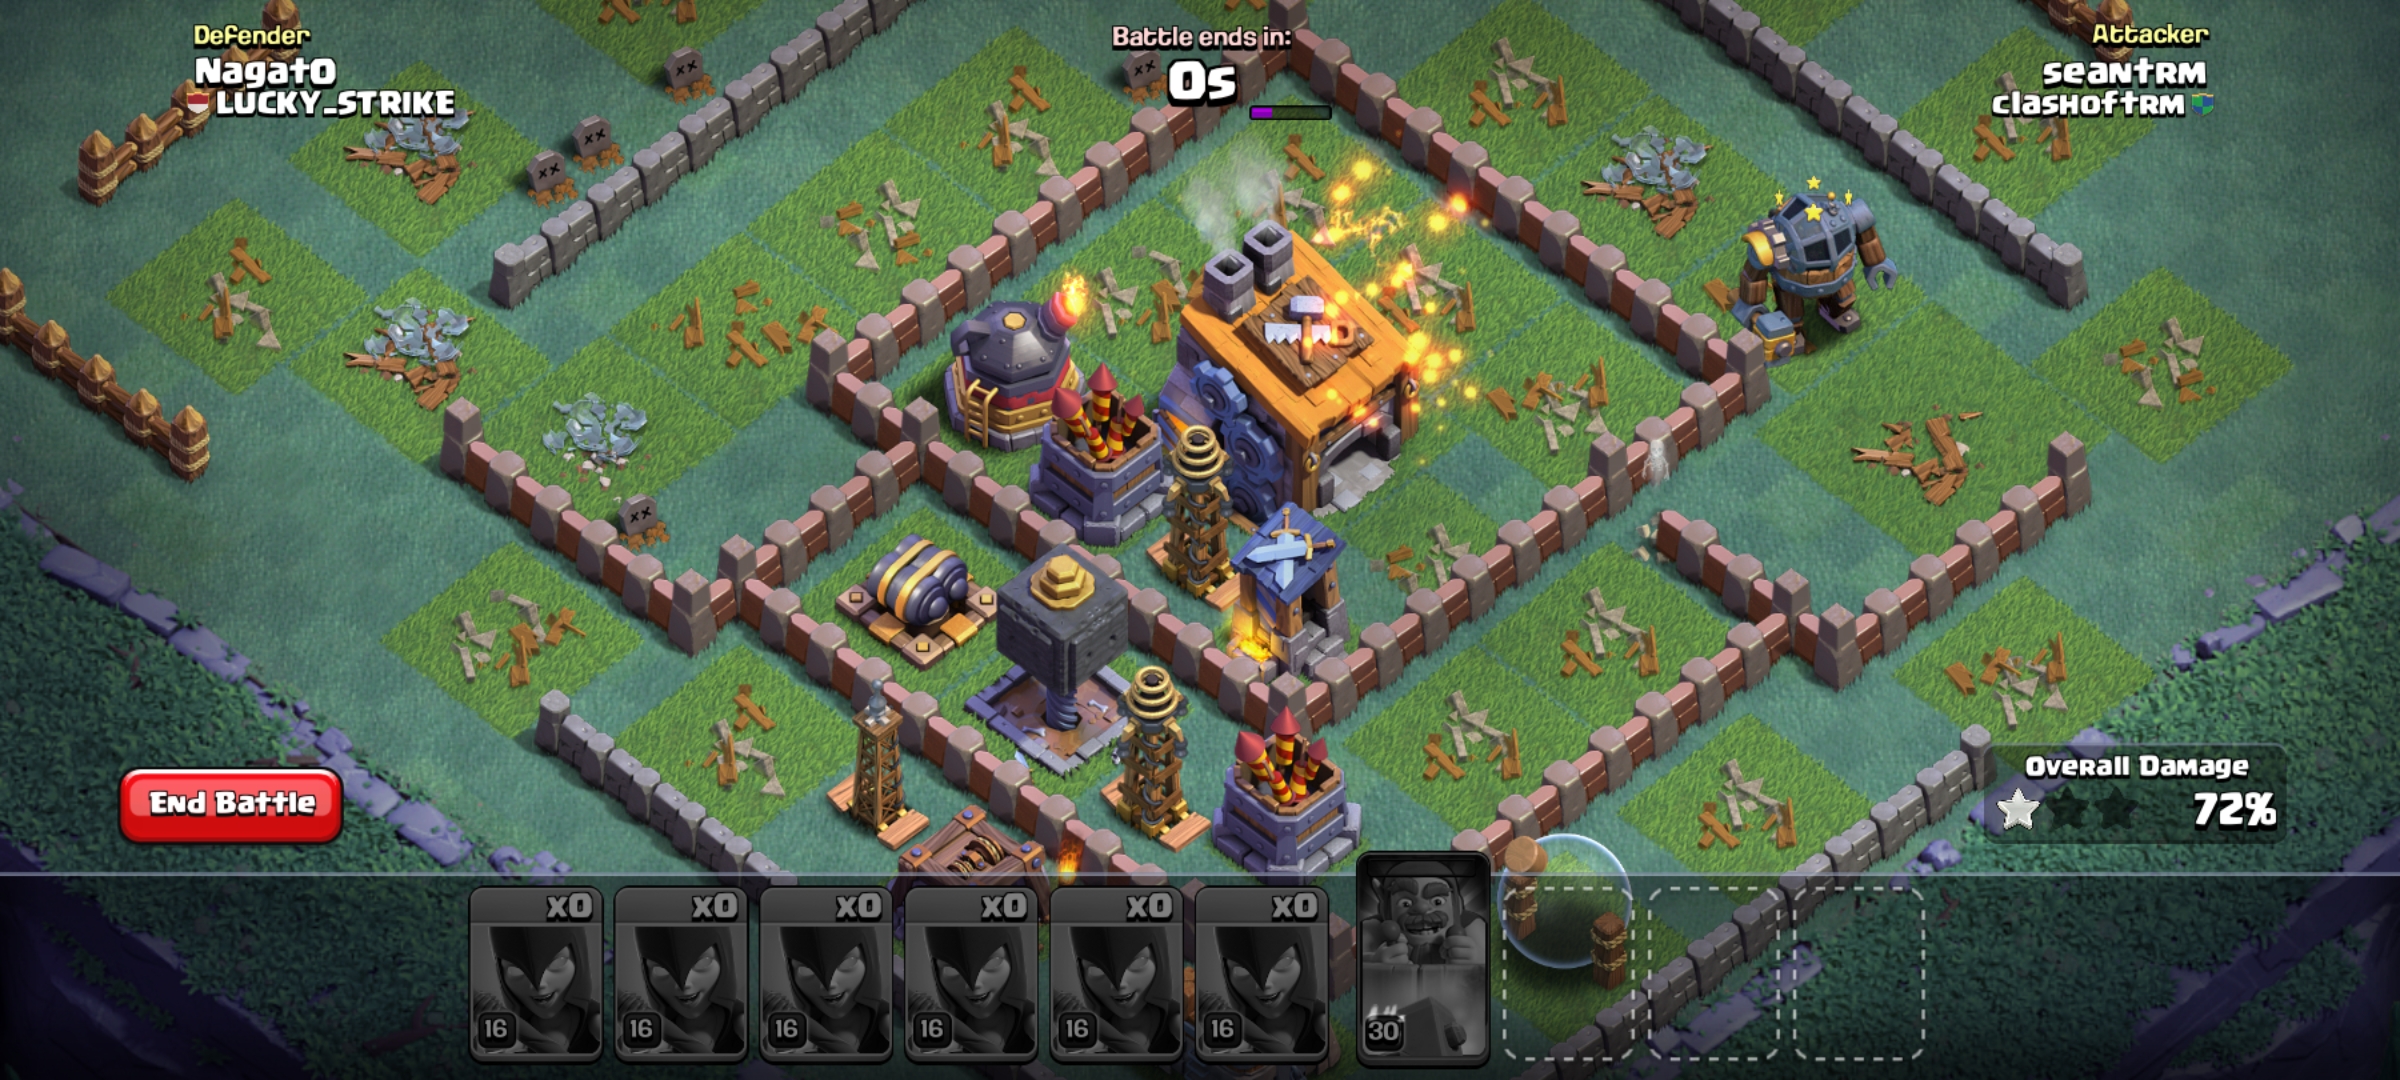 Defender
Nagato
LUCKY_STRIKE
Battle ends in:
0s
Attacker
seantRM
clashoftRM
End Battle
Overall Damage
72%
x0 x0 x0 x0 x0 x0
16 16 16 16 16 16 30